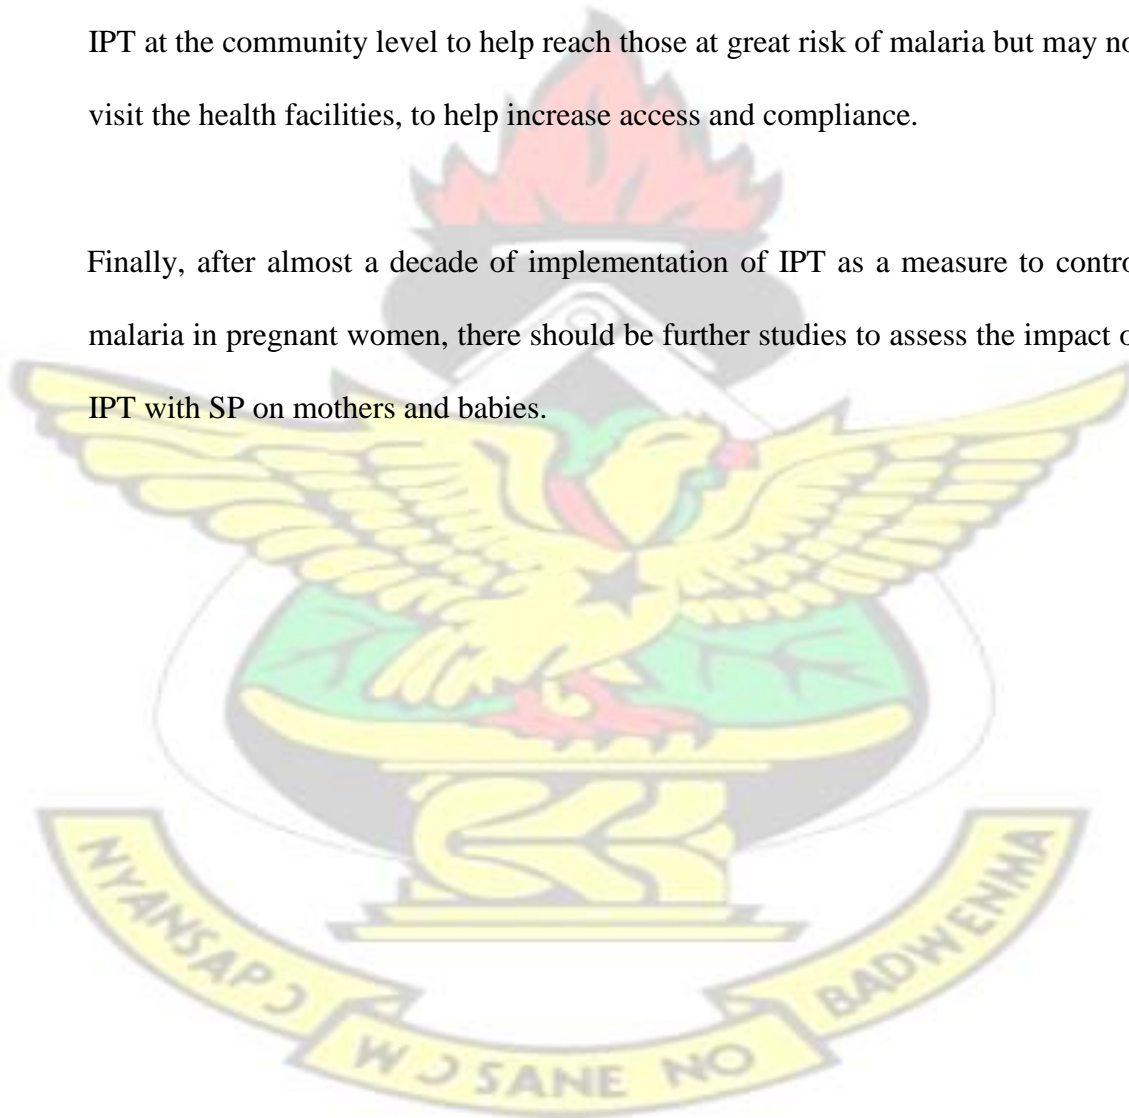 IPT at the community level to help reach those at great risk of malaria but may no
visit the health facilities, to help increase access and compliance.
Finally, after almost a decade of implementation of IPT as a measure to contro
malaria in pregnant women, there should be further studies to assess the impact o
IPT with SP on mothers and babies.
NYANSAPƆ
WƆSANE NO
BADWENMA